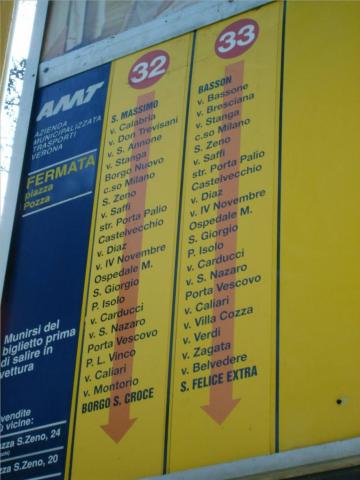 AMT
AZIENDA
MUNICIPALIZZATA
TRASPORTI
VERONA
FERMATA
piazza
Pozza
Munirsi del
biglietto prima
di salire in
vettura
vendite
vicine:
zza S.Zeno, 24
zza S.Zeno, 20
32
S. MASSIMO
v. Calabria
v. Don Trevisani
v. S. Annone
v. Stanga
Borgo Nuovo
c.so Milano
S. Zeno
v. Saffi
str. Porta Palio
Castelvecchio
v. Diaz
v. IV Novembre
Ospedale M.
S. Giorgio
P. Isolo
v. Carducci
v. S. Nazaro
Porta Vescovo
P. L. Vinco
v. Caliari
v. Montorio
BORGO S. CROCE
33
BASSON
v. Bassone
v. Bresciana
v. Stanga
c.so Milano
S. Zeno
v. Saffi
str. Porta Palio
Castelvecchio
v. Diaz
v. IV Novembre
Ospedale M.
S. Giorgio
P. Isolo
v. Carducci
v. S. Nazaro
Porta Vescovo
v. Caliari
v. Villa Cozza
v. Verdi
v. Zagata
v. Belvedere
S. FELICE EXTRA